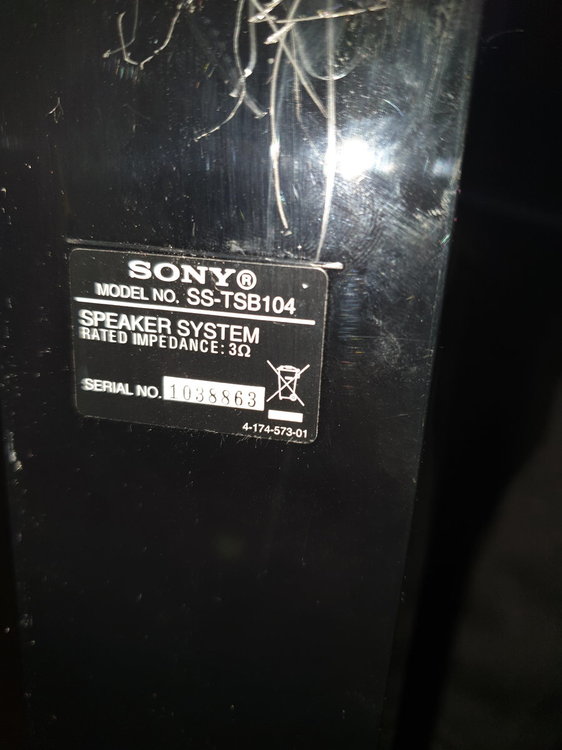 SONY®
MODEL NO. SS-TSB104
SPEAKER SYSTEM
RATED IMPEDANCE: 3Ω
SERIAL NO. 1038863
4-174-573-01